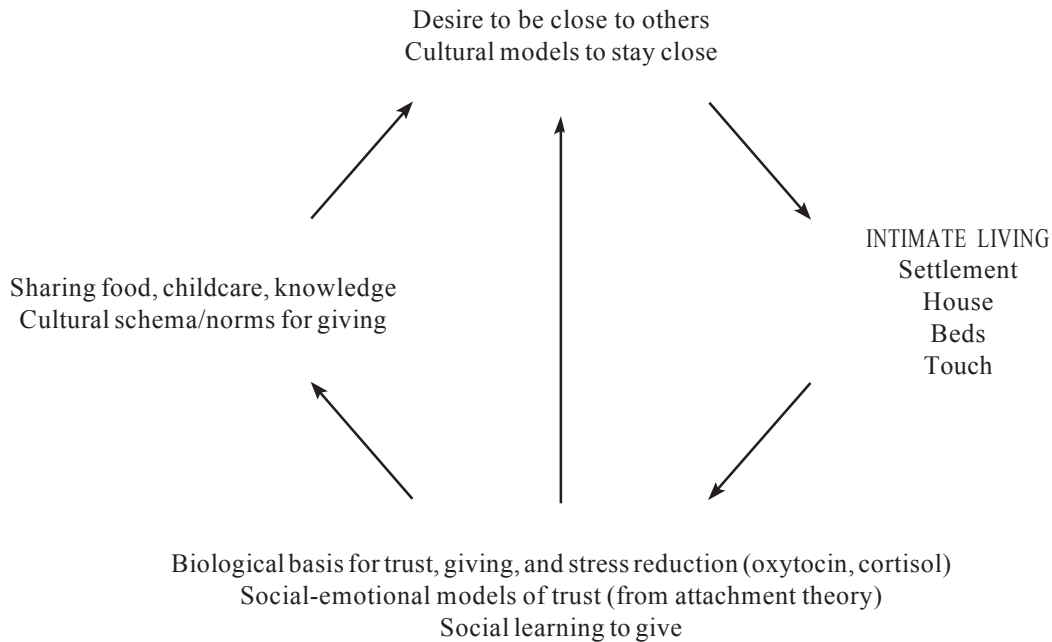 Desire to be close to others
Cultural models to stay close
INTIMATE LIVING
Settlement
House
Beds
Touch
Sharing food, childcare, knowledge
Cultural schema/norms for giving
Biological basis for trust, giving, and stress reduction (oxytocin, cortisol)
Social-emotional models of trust (from attachment theory)
Social learning to give